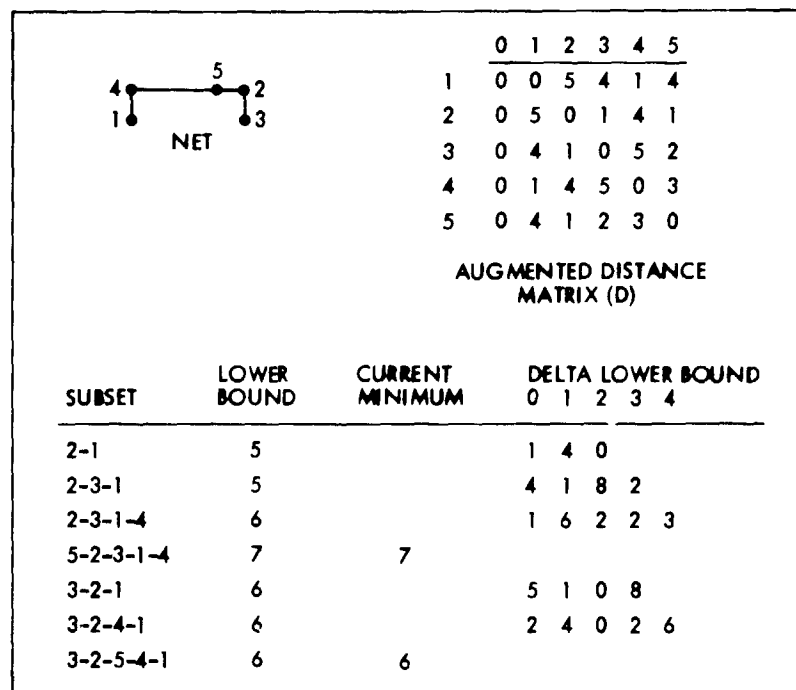 4 5 2
1 3
NET
0 1 2 3 4 5
1 0 0 5 4 1 4
2 0 5 0 1 4 1
3 0 4 1 0 5 2
4 0 1 4 5 0 3
5 0 4 1 2 3 0
AUGMENTED DISTANCE
MATRIX (D)
SUBSET LOWER BOUND CURRENT MINIMUM DELTA LOWER BOUND
0 1 2 3 4
2-1 5 1 4 0
2-3-1 5 4 1 8 2
2-3-1-4 6 1 6 2 2 3
5-2-3-1-4 7 7
3-2-1 6 5 1 0 8
3-2-4-1 6 2 4 0 2 6
3-2-5-4-1 6 6